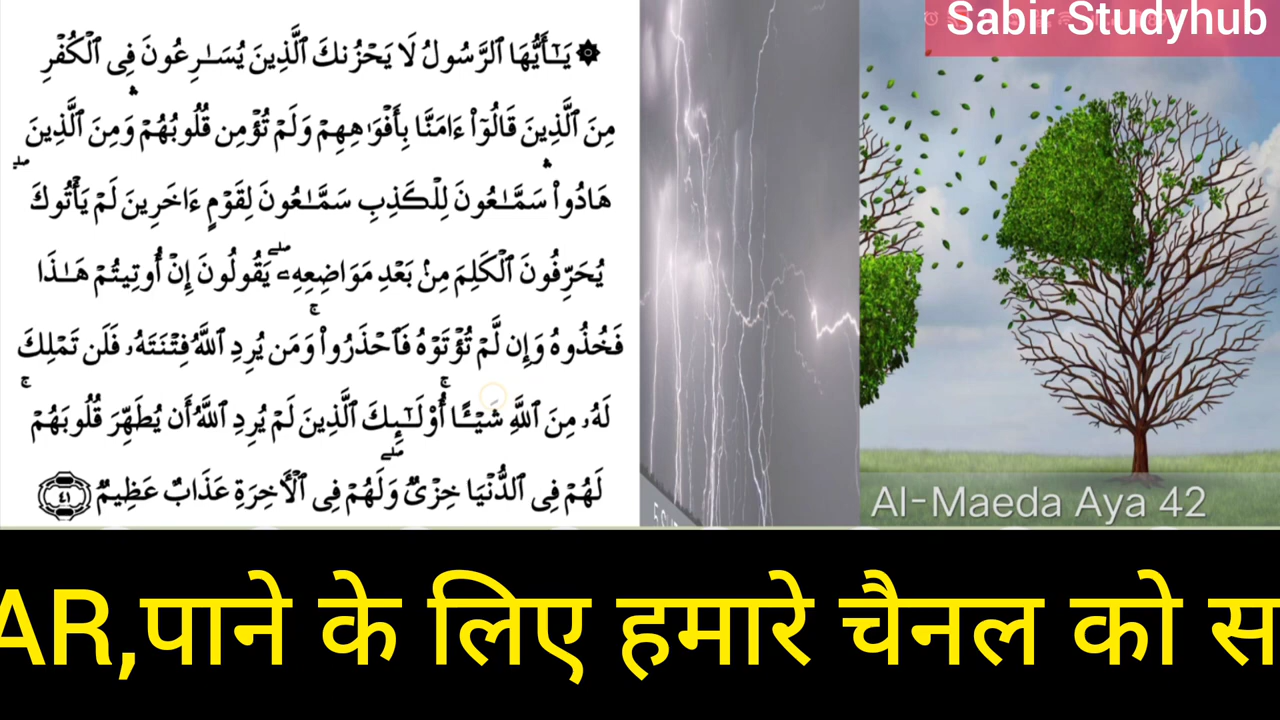 Sabir Studyhub
۞ يَـٰٓأَيُّهَا ٱلرَّسُولُ لَا يَحْزُنكَ ٱلَّذِينَ يُسَـٰرِعُونَ فِى ٱلْكُفْرِ
مِنَ ٱلَّذِينَ قَالُوٓا۟ ءَامَنَّا بِأَفْوَٰهِهِمْ وَلَمْ تُؤْمِن قُلُوبُهُمْ ۛ وَمِنَ ٱلَّذِينَ
هَادُوا۟ ۛ سَمَّـٰعُونَ لِلْكَذِبِ سَمَّـٰعُونَ لِقَوْمٍ ءَاخَرِينَ لَمْ يَأْتُوكَ ۖ
يُحَرِّفُونَ ٱلْكَلِمَ مِنۢ بَعْدِ مَوَاضِعِهِۦ ۖ يَقُولُونَ إِنْ أُوتِيتُمْ هَـٰذَا
فَخُذُوهُ وَإِن لَّمْ تُؤْتَوْهُ فَٱحْذَرُوا۟ ۚ وَمَن يُرِدِ ٱللَّهُ فِتْنَتَهُۥ فَلَن تَمْلِكَ
لَهُۥ مِنَ ٱللَّهِ شَيْـًٔا ۚ أُو۟لَـٰٓئِكَ ٱلَّذِينَ لَمْ يُرِدِ ٱللَّهُ أَن يُطَهِّرَ قُلُوبَهُمْ ۚ
لَهُمْ فِى ٱلدُّنْيَا خِزْىٌ ۖ وَلَهُمْ فِى ٱلْـَٔاخِرَةِ عَذَابٌ عَظِيمٌ ٤١
Al-Maeda Aya 42
AR,पाने के लिए हमारे चैनल को स